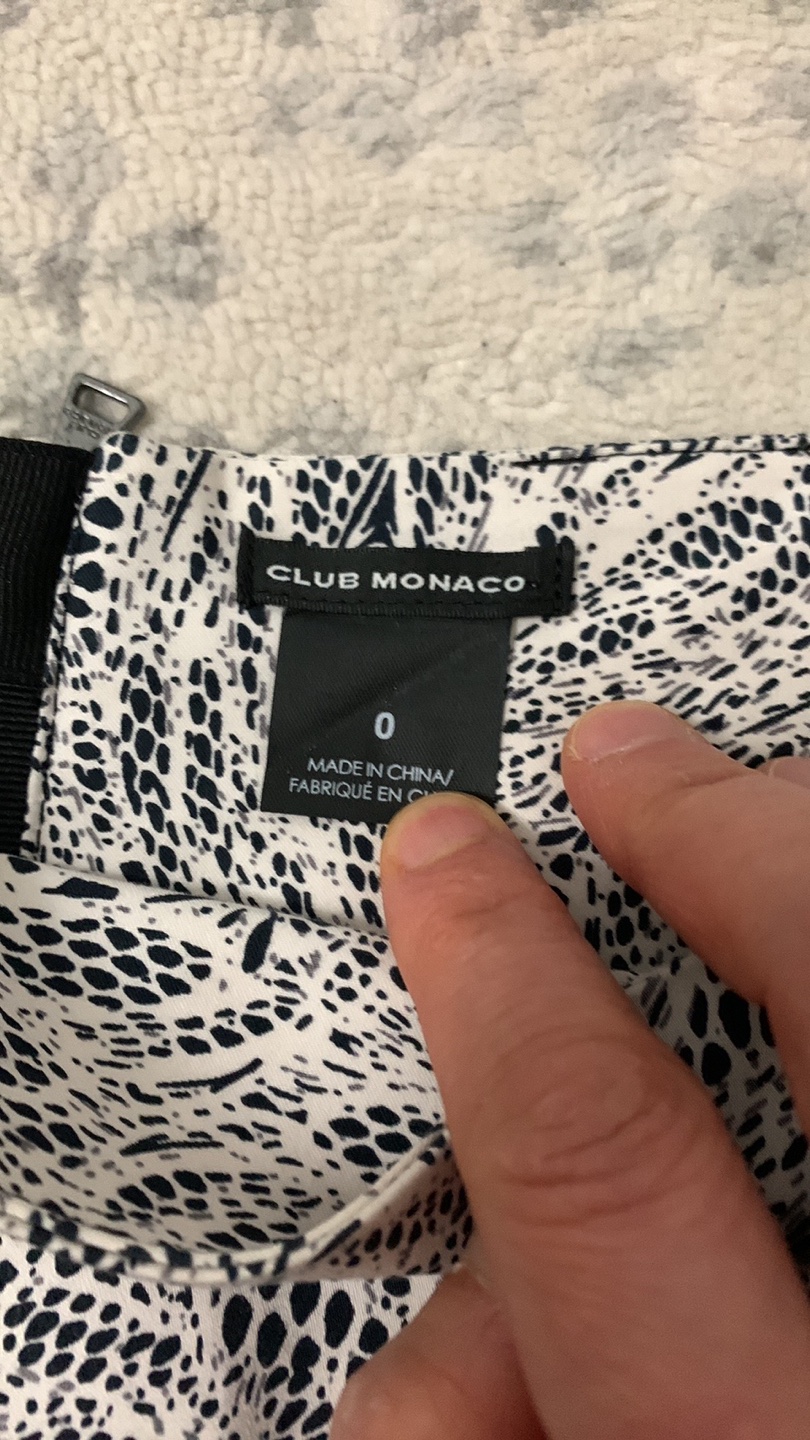 CLUB MONACO
0
MADE IN CHINA/
FABRIQUÉ EN